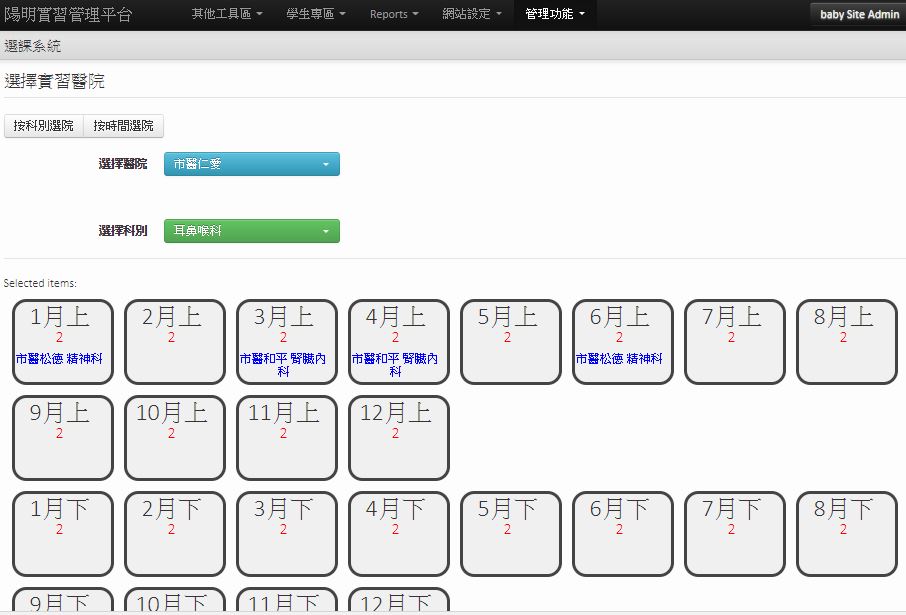 陽明實習管理平台 其他工具區 學生專區 Reports 網站設定 管理功能 baby Site Admin
選課系統
選擇實習醫院
按科別選院 按時間選院
選擇醫院 市醫仁愛
選擇科別 耳鼻喉科
Selected items:
1月上 2月上 3月上 4月上 5月上 6月上 7月上 8月上
2 2 2 2 2 2 2 2
市醫松德 精神科 市醫和平 腎臟內科 市醫和平 腎臟內科 市醫松德 精神科
9月上 10月上 11月上 12月上
2 2 2 2
1月下 2月下 3月下 4月下 5月下 6月下 7月下 8月下
2 2 2 2 2 2 2 2
9月下 10月下 11月下 12月下